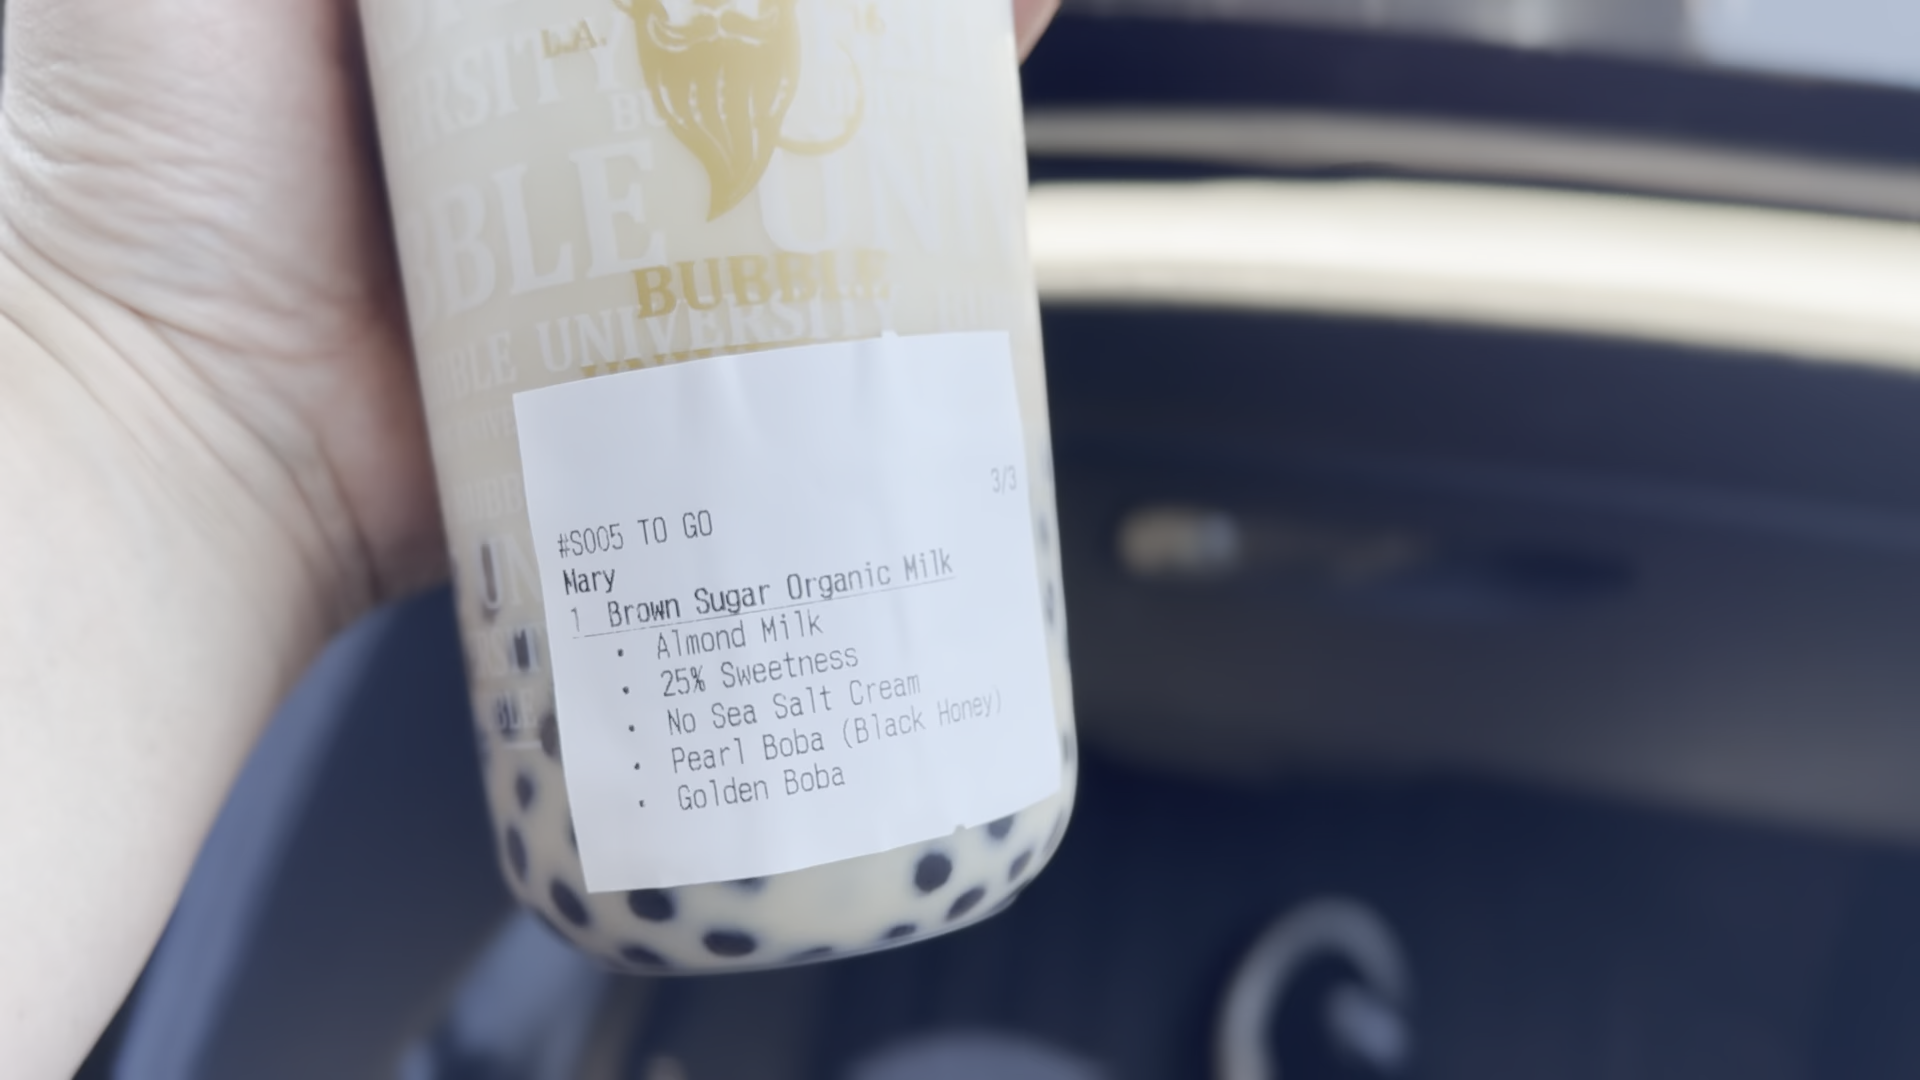 L.A.
BUBBLE
UNIVERSITY
3/3
#S005 TO GO
Mary
1 Brown Sugar Organic Milk
• Almond Milk
• 25% Sweetness
• No Sea Salt Cream
• Pearl Boba (Black Honey)
• Golden Boba